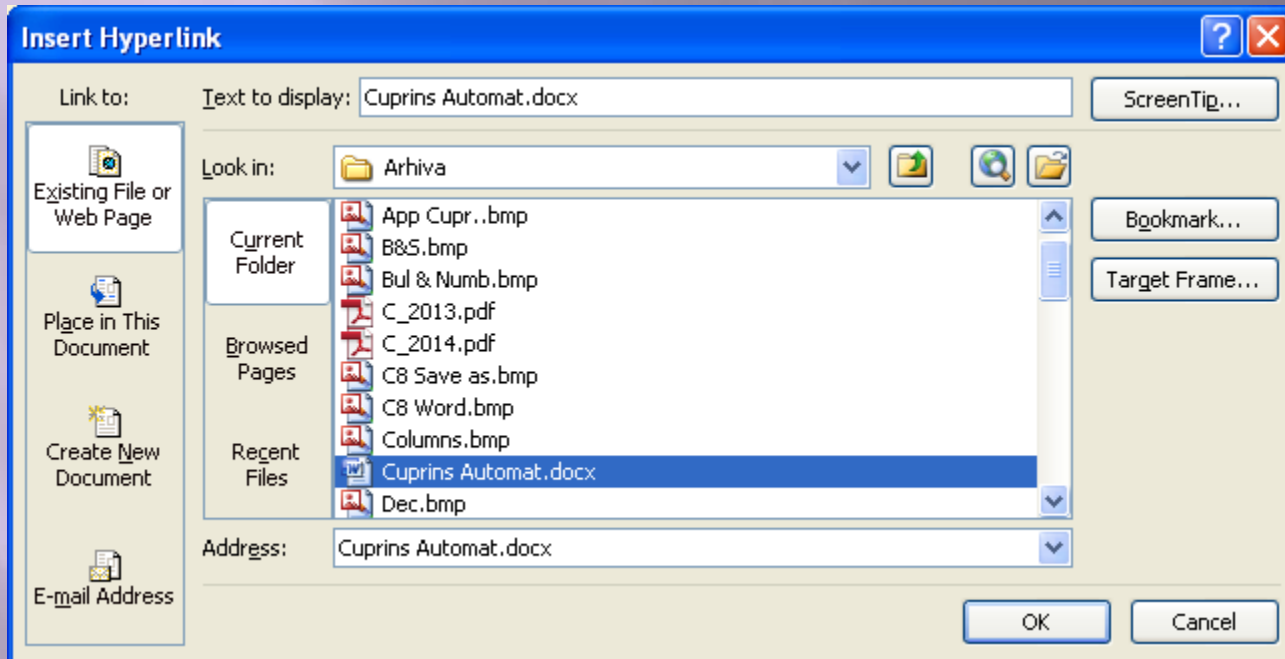 Insert Hyperlink
Link to:
Text to display: Cuprins Automat.docx
ScreenTip...
Existing File or
Web Page
Place in This
Document
Create New
Document
E-mail Address
Look in: Arhiva
Current
Folder
Browsed
Pages
Recent
Files
App Cupr..bmp
B&S.bmp
Bul & Numb.bmp
C_2013.pdf
C_2014.pdf
C8 Save as.bmp
C8 Word.bmp
Columns.bmp
Cuprins Automat.docx
Dec.bmp
Bookmark...
Target Frame...
Address: Cuprins Automat.docx
OK
Cancel